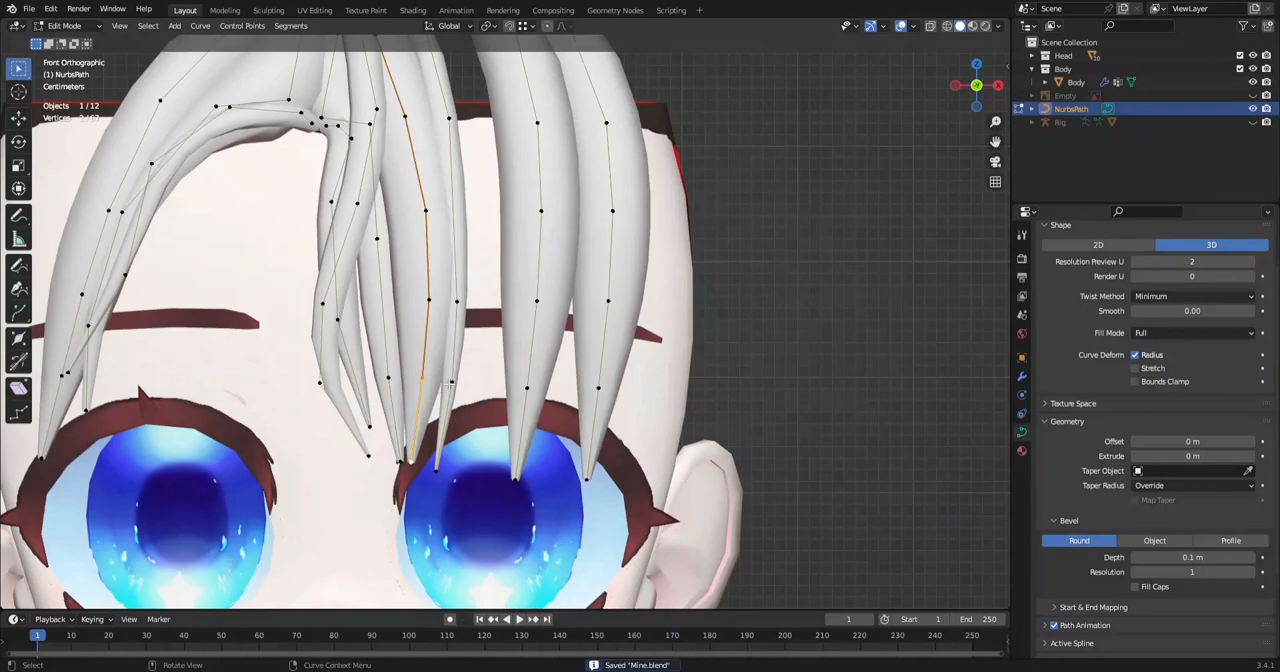 File Edit Render Window Help Layout Modeling Sculpting UV Editing Texture Paint Shading Animation Rendering Compositing Geometry Nodes Scripting + Scene ViewLayer
Edit Mode View Select Add Curve Control Points Segments Global
Front Orthographic
(1) NurbsPath
Centimeters
Objects 1/12
Vertices
Z
Y
Scene Collection
Head 10
Body
Body
Empty
NurbsPath
Rig
Shape
2D 3D
Resolution Preview U 2
Render U 0
Twist Method Minimum
Smooth 0.00
Fill Mode Full
Curve Deform Radius
Stretch
Bounds Clamp
Texture Space
Geometry
Offset 0 m
Extrude 0 m
Taper Object
Taper Radius Override
Map Taper
Bevel
Round Object Profile
Depth 0.1 m
Resolution 1
Fill Caps
Start & End Mapping
Path Animation
Active Spline
Playback Keying View Marker 1 Start 1 End 250
1 10 20 30 40 50 60 70 80 90 100 110 120 130 140 150 160 170 180 190 200 210 220 230 240 250
Select Rotate View Curve Context Menu Saved "Mine.blend" 3.4.1